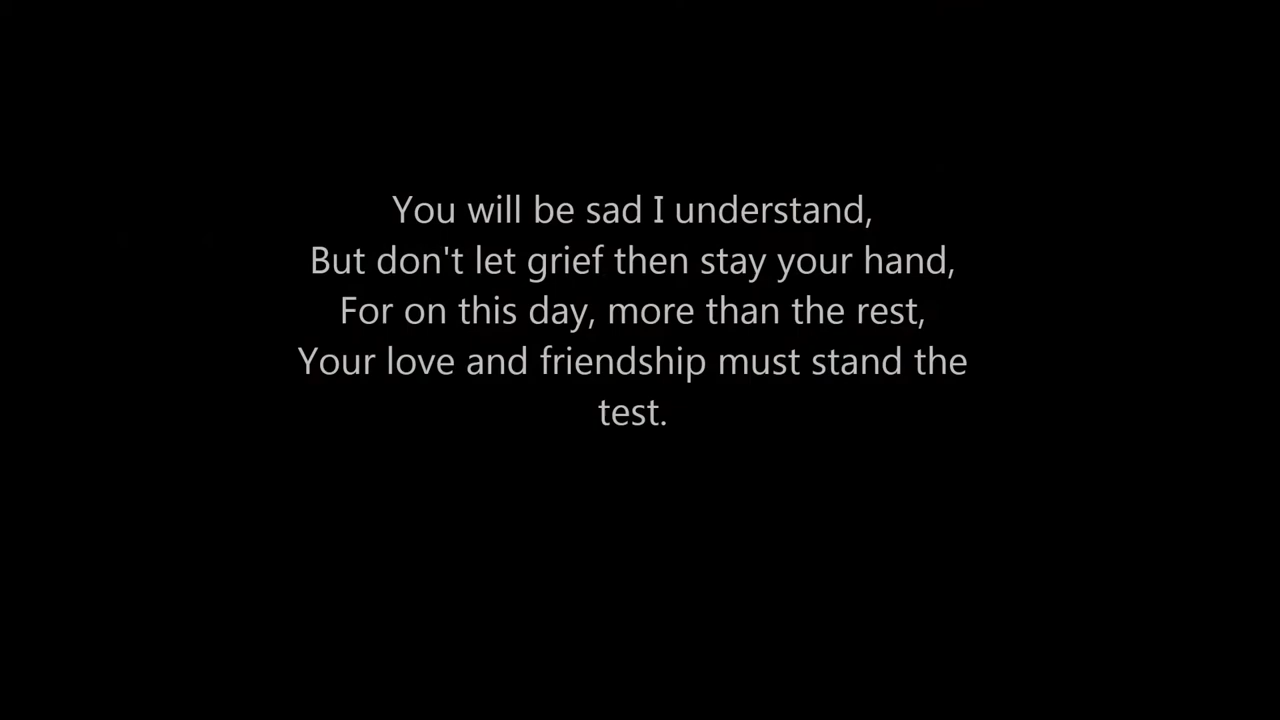 You will be sad I understand,
But don't let grief then stay your hand,
For on this day, more than the rest,
Your love and friendship must stand the
test.